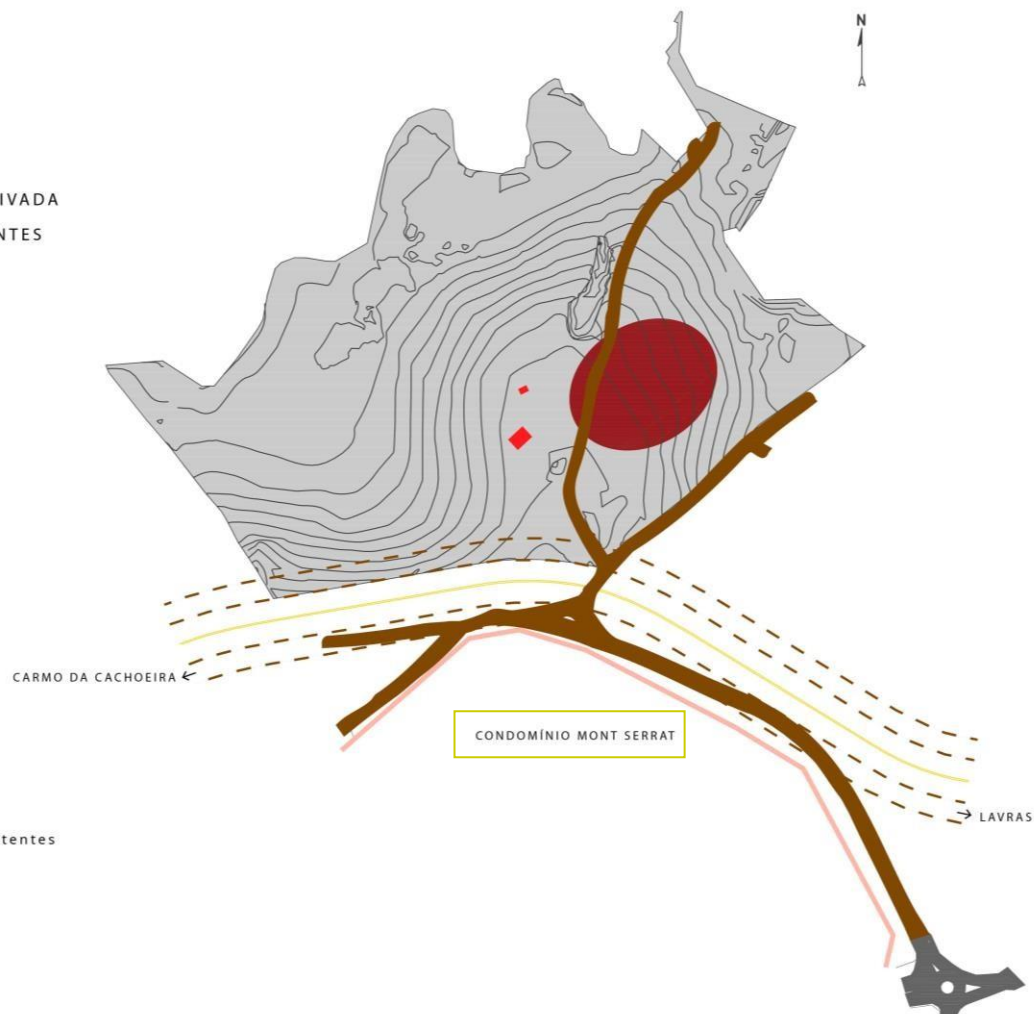 N
IVADA
NTES
CARMO DA CACHOEIRA
CONDOMÍNIO MONT SERRAT
LAVRAS
tentes